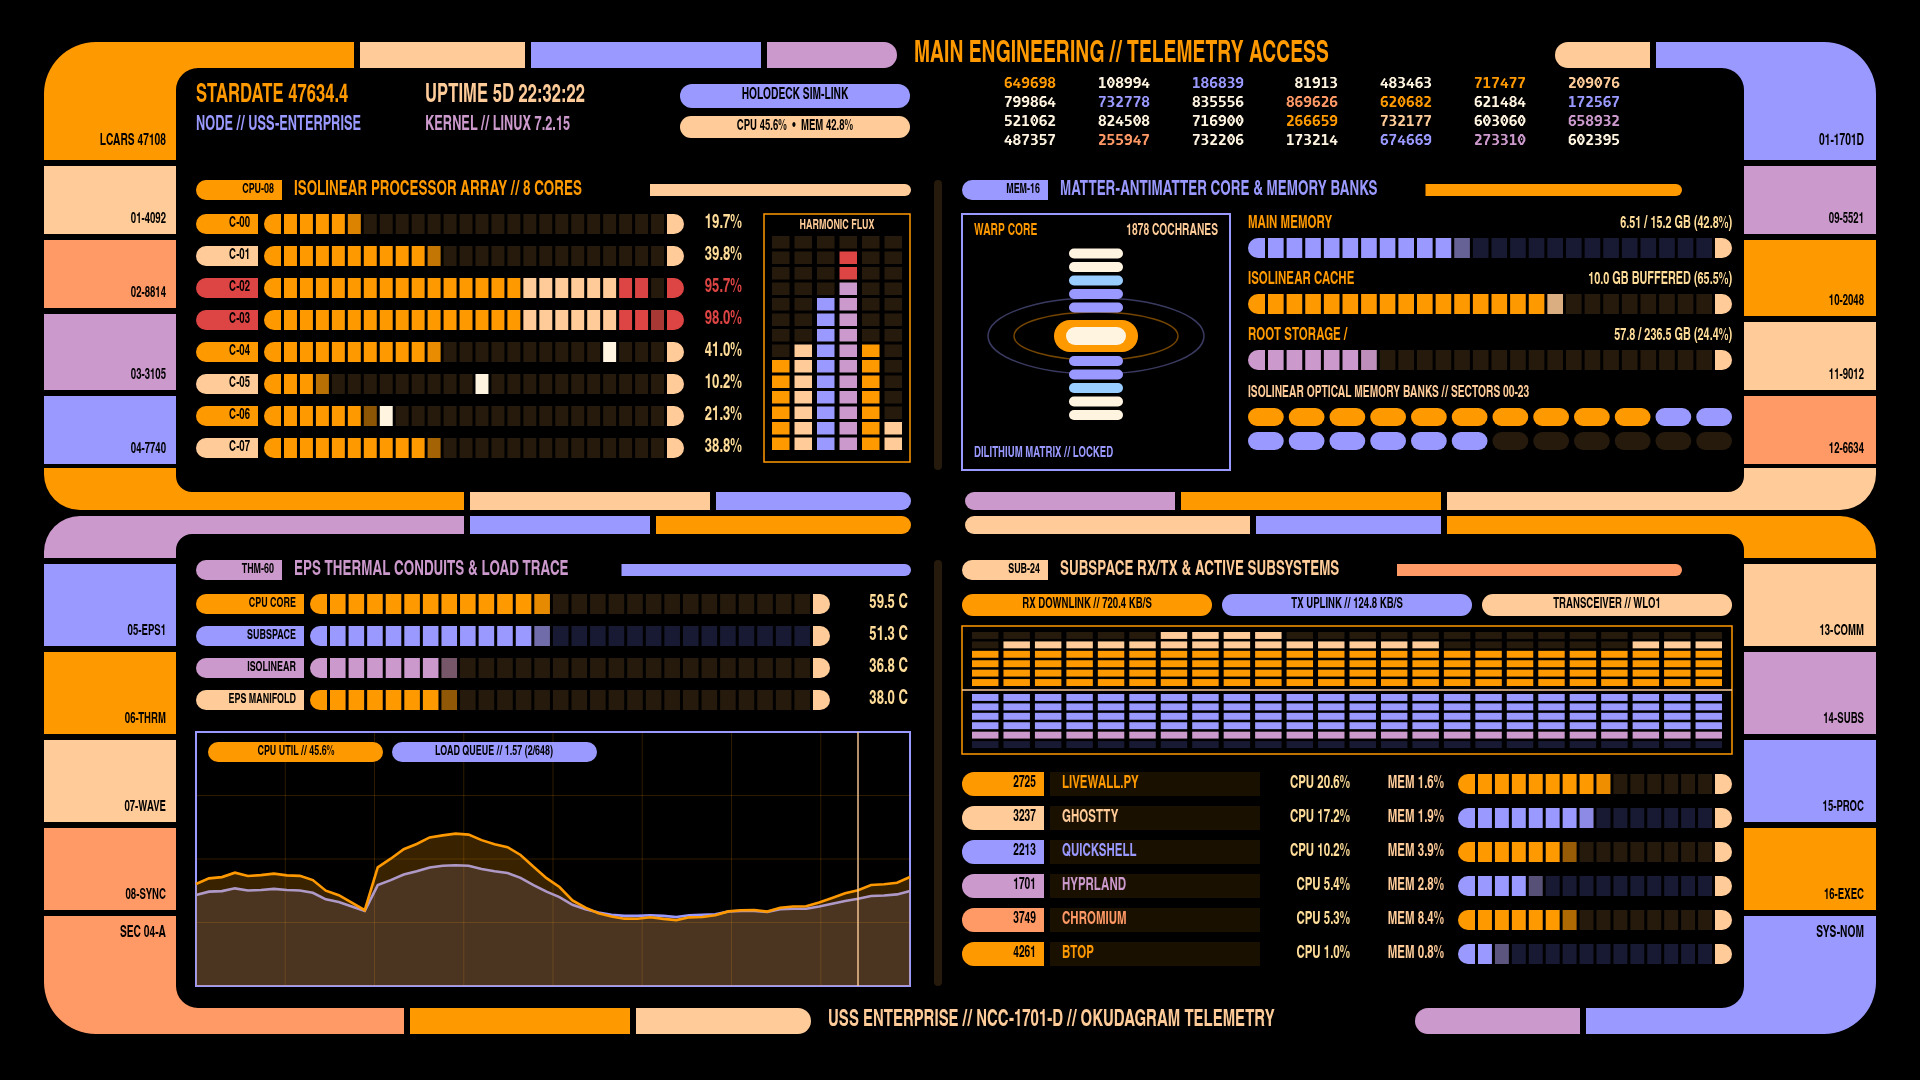 MAIN ENGINEERING // TELEMETRY ACCESS
STARDATE 47634.4
UPTIME 5D 22:32:22
HOLODECK SIM-LINK
NODE // USS-ENTERPRISE
KERNEL // LINUX 7.2.15
CPU 45.6% • MEM 42.8%
649698 108994 186839 81913 483463 717477 209076
799864 732778 835556 869626 620682 621484 172567
521062 824508 716900 266659 732177 603060 658932
487357 255947 732206 173214 674669 273310 602395
LCARS 47108
01-4092
02-8814
03-3105
04-7740
CPU-08 ISOLINEAR PROCESSOR ARRAY // 8 CORES
C-00 19.7%
C-01 39.8%
C-02 95.7%
C-03 98.0%
C-04 41.0%
C-05 10.2%
C-06 21.3%
C-07 38.8%
HARMONIC FLUX
MEM-16 MATTER-ANTIMATTER CORE & MEMORY BANKS
WARP CORE 1878 COCHRANES
DILITHIUM MATRIX // LOCKED
MAIN MEMORY 6.51 / 15.2 GB (42.8%)
ISOLINEAR CACHE 10.0 GB BUFFERED (65.5%)
ROOT STORAGE / 57.8 / 236.5 GB (24.4%)
ISOLINEAR OPTICAL MEMORY BANKS // SECTORS 00-23
01-1701D
09-5521
10-2048
11-9012
12-6634
05-EPS1
06-THRM
07-WAVE
08-SYNC
SEC 04-A
THM-60 EPS THERMAL CONDUITS & LOAD TRACE
CPU CORE 59.5 C
SUBSPACE 51.3 C
ISOLINEAR 36.8 C
EPS MANIFOLD 38.0 C
CPU UTIL // 45.6%
LOAD QUEUE // 1.57 (2/648)
SUB-24 SUBSPACE RX/TX & ACTIVE SUBSYSTEMS
RX DOWNLINK // 720.4 KB/S
TX UPLINK // 124.8 KB/S
TRANSCEIVER // WLO1
2725 LIVEWALL.PY CPU 20.6% MEM 1.6%
3237 GHOSTTY CPU 17.2% MEM 1.9%
2213 QUICKSHELL CPU 10.2% MEM 3.9%
1701 HYPRLAND CPU 5.4% MEM 2.8%
3749 CHROMIUM CPU 5.3% MEM 8.4%
4261 BTOP CPU 1.0% MEM 0.8%
13-COMM
14-SUBS
15-PROC
16-EXEC
SYS-NOM
USS ENTERPRISE // NCC-1701-D // OKUDAGRAM TELEMETRY